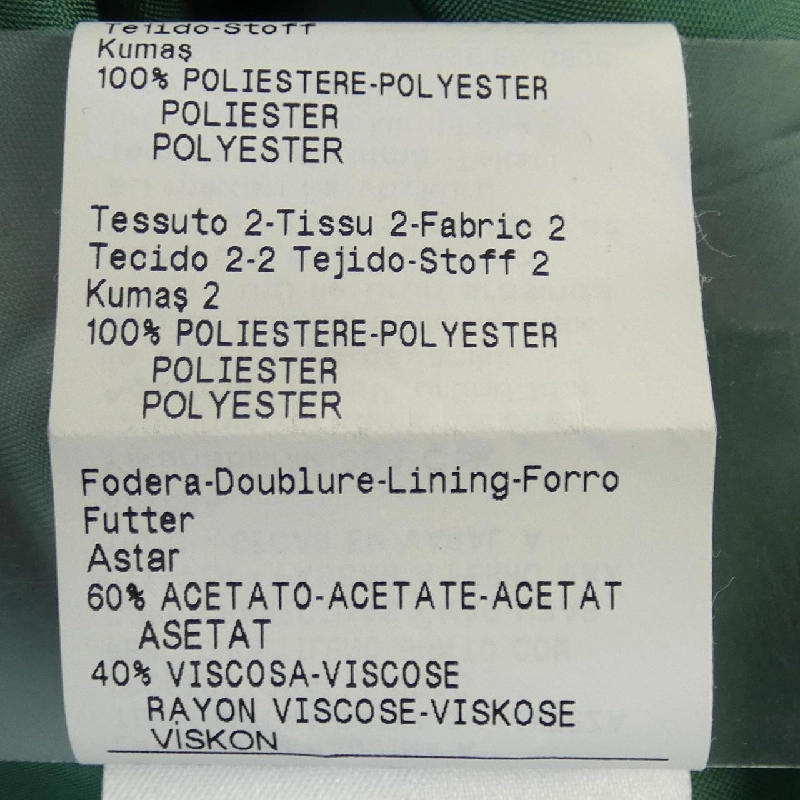 Tejido-Stoff
Kumaş
100% POLIESTERE-POLYESTER
POLIESTER
POLYESTER
Tessuto 2-Tissu 2-Fabric 2
Tecido 2-2 Tejido-Stoff 2
Kumaş 2
100% POLIESTERE-POLYESTER
POLIESTER
POLYESTER
Fodera-Doublure-Lining-Forro
Futter
Astar
60% ACETATO-ACETATE-ACETAT
ASETAT
40% VISCOSA-VISCOSE
RAYON VISCOSE-VISKOSE
VİSKON